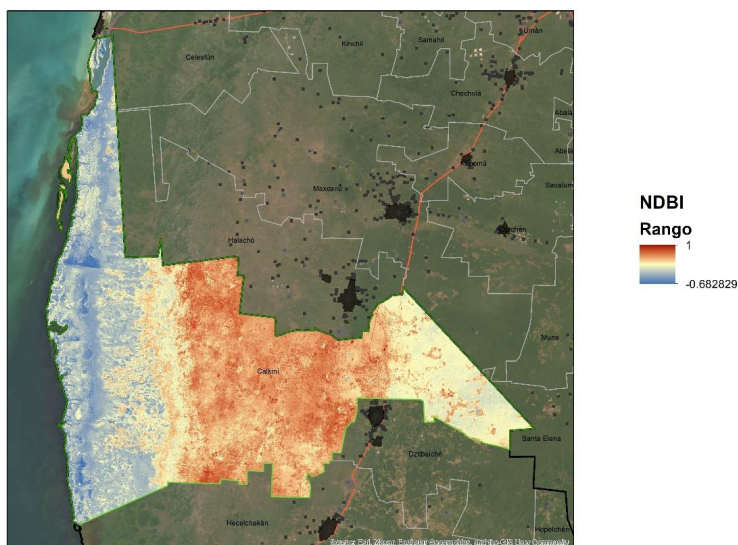 Umán
Samahil
Kinchil
Celestún
Chocholá
Abalá
Kopomá
Abalá
Maxcanú
Sacalum
Halachó
Muna
Calkiní
Santa Elena
Dzitbalché
Hecelchakán
Hopelchén
NDBI
Rango
1
-0.682829